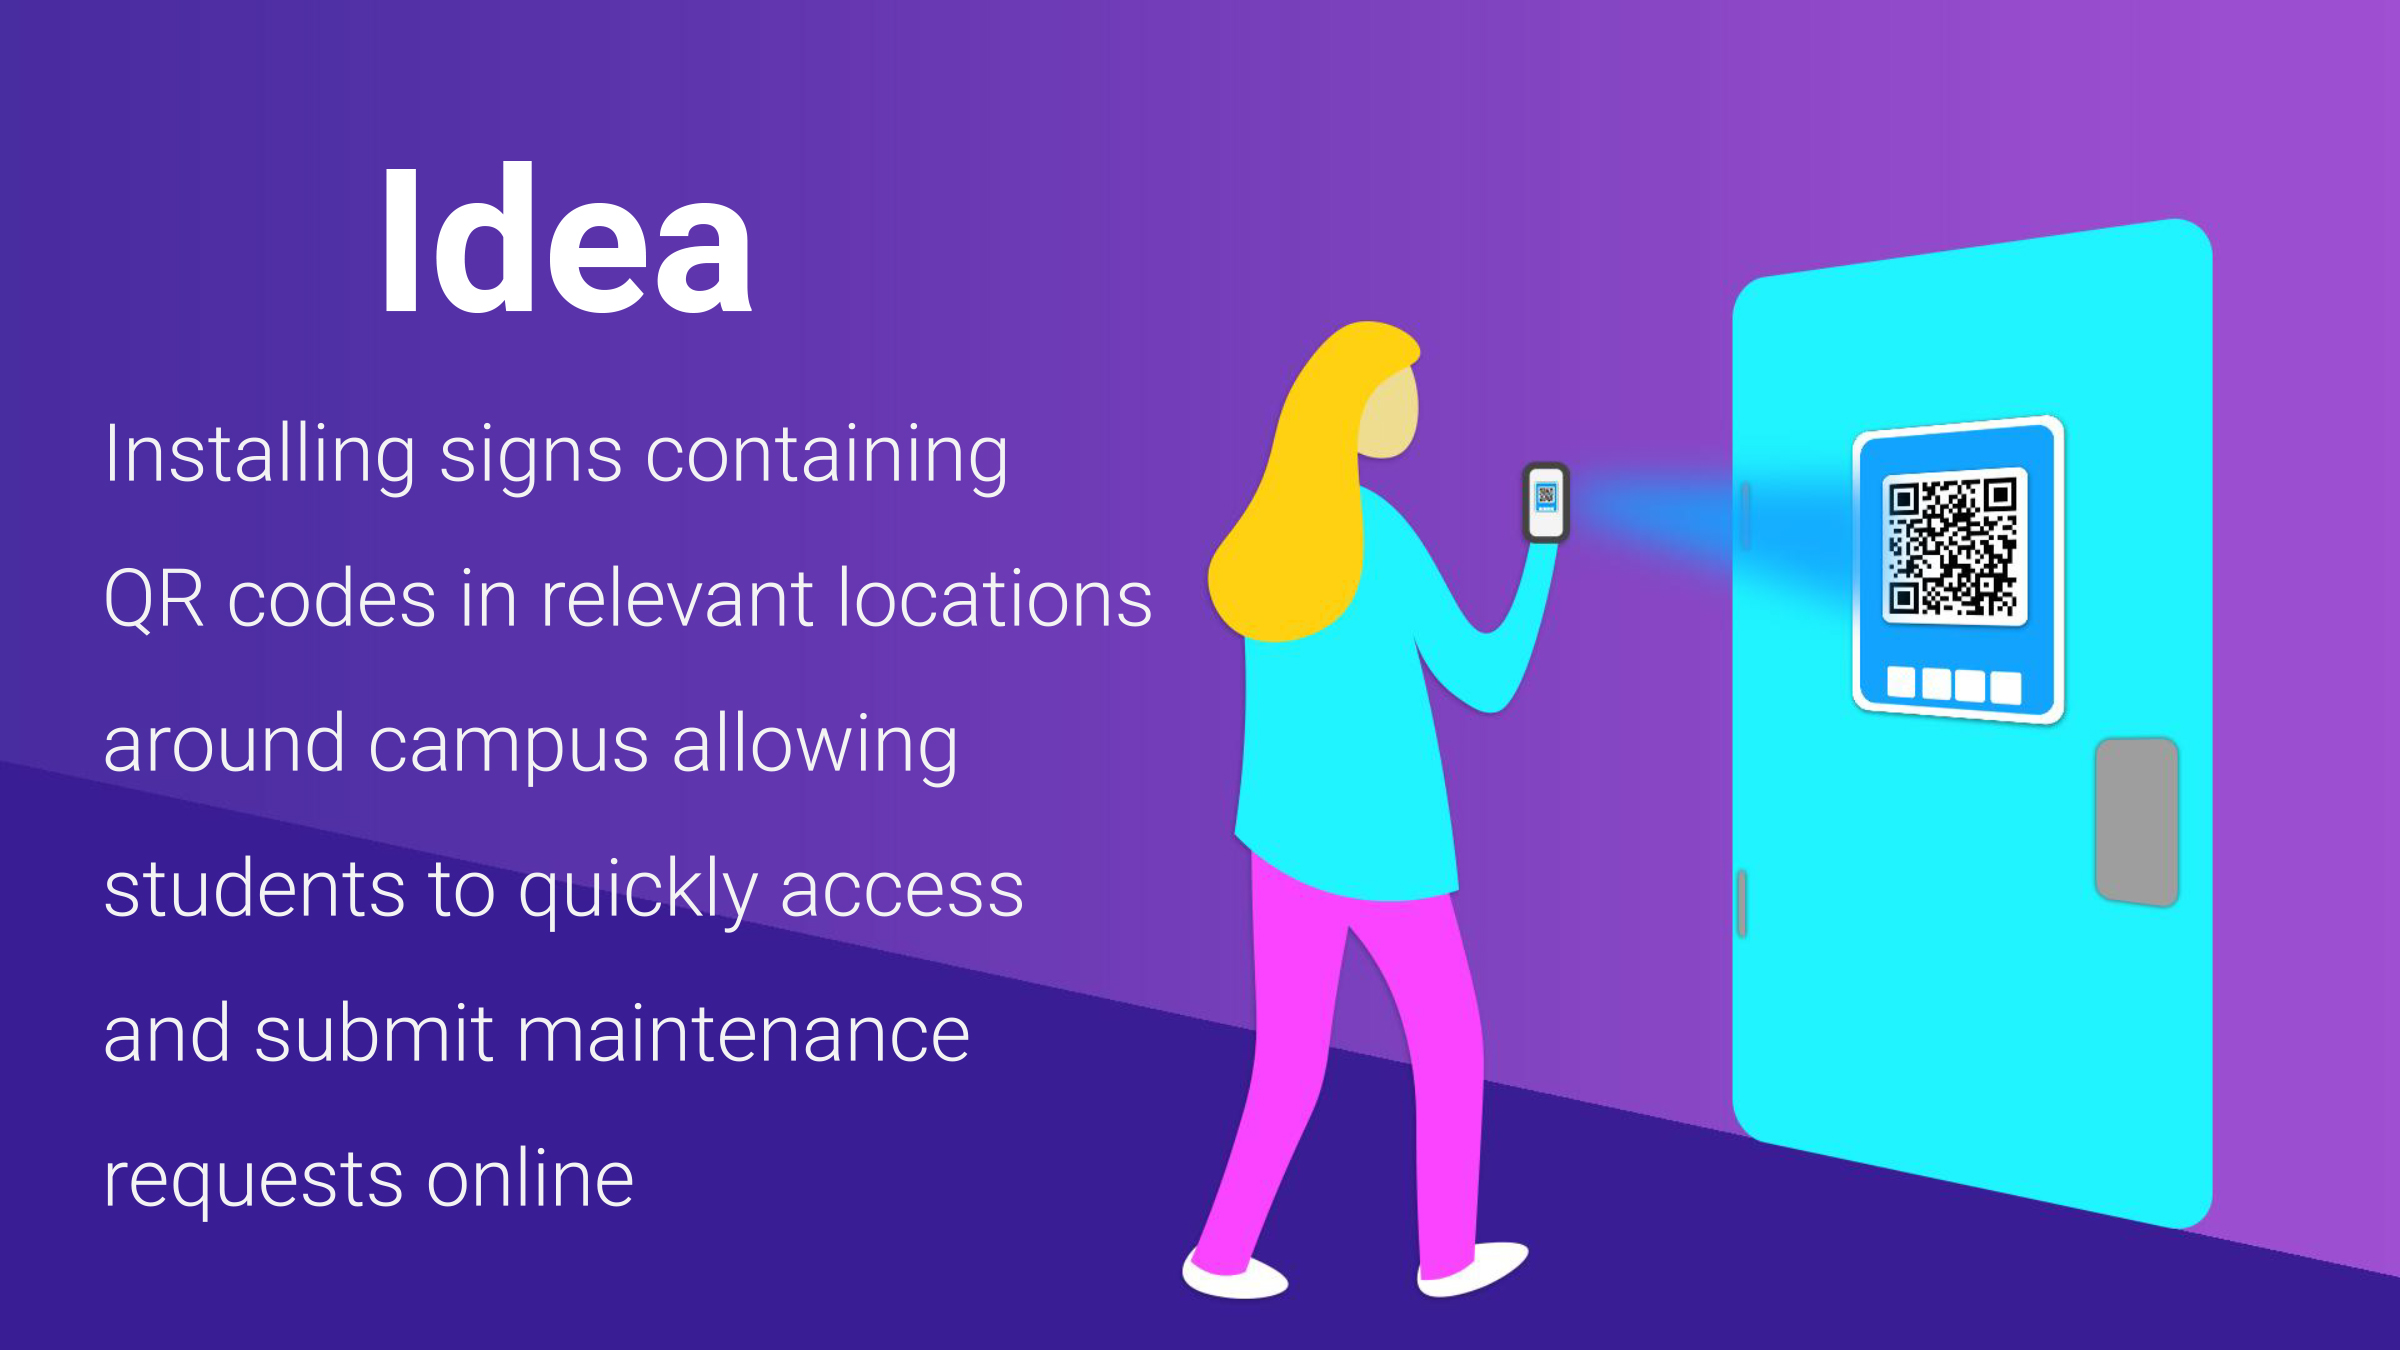 Idea
Installing signs containing
QR codes in relevant locations
around campus allowing
students to quickly access
and submit maintenance
requests online